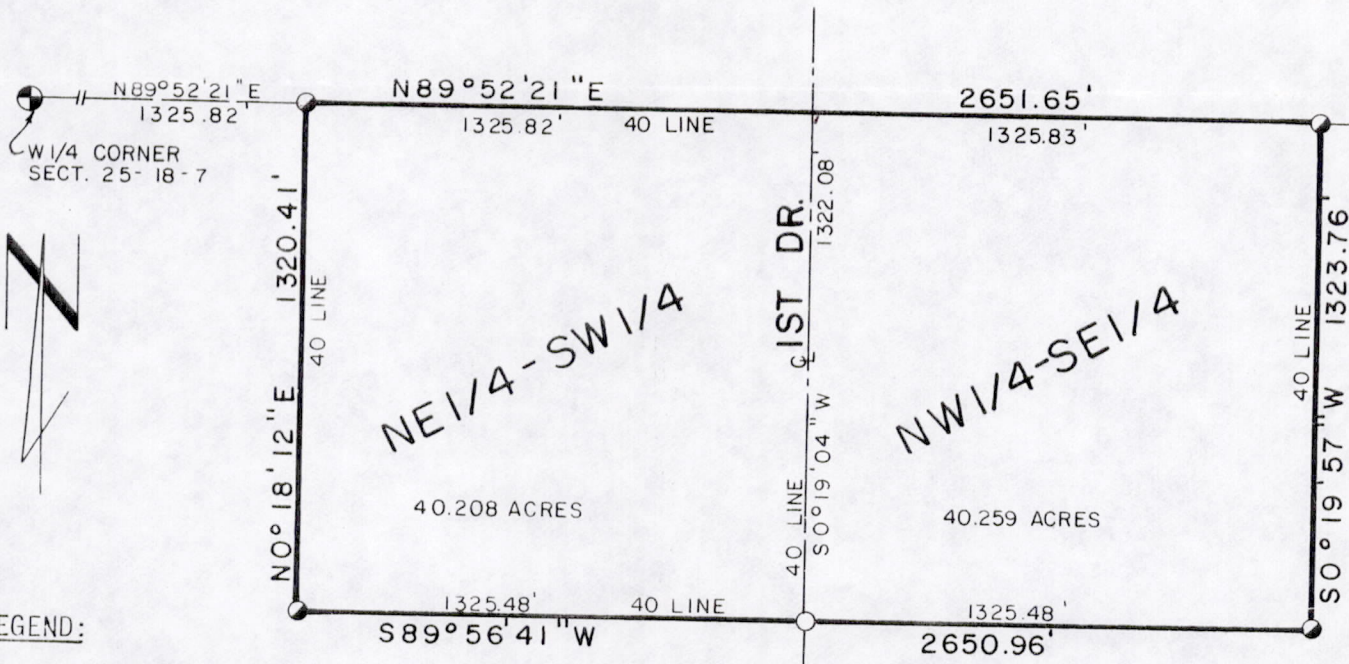 N89°52'21"E
1325.82'
W 1/4 CORNER
SECT. 25-18-7
N89°52'21"E
2651.65'
1325.82'
40 LINE
1325.83'
N
N0°18'12"E 1320.41'
40 LINE
NE1/4-SW1/4
40.208 ACRES
℄ 1ST DR.
1322.08'
40 LINE
S0°19'04"W
NW1/4-SE1/4
40.259 ACRES
40 LINE
S0°19'57"W 1323.76'
1325.48'
40 LINE
1325.48'
S89°56'41"W
2650.96'
EGEND: